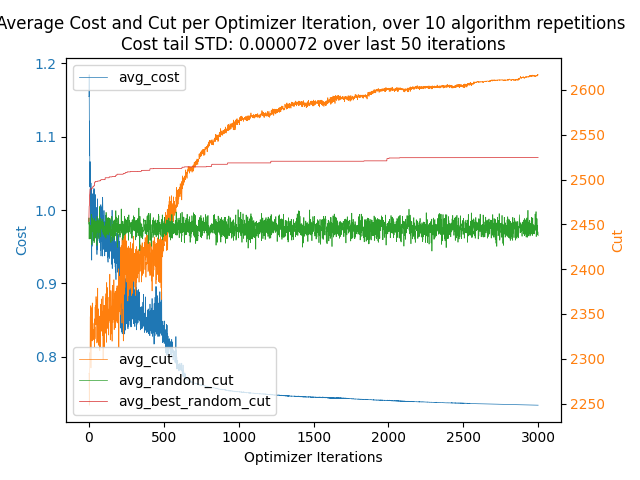 Average Cost and Cut per Optimizer Iteration, over 10 algorithm repetitions
Cost tail STD: 0.000072 over last 50 iterations
avg_cost
1.2
1.1
1.0
0.9
0.8
Cost
2600
2550
2500
2450
2400
2350
2300
2250
Cut
avg_cut
avg_random_cut
avg_best_random_cut
0
500
1000
1500
2000
2500
3000
Optimizer Iterations